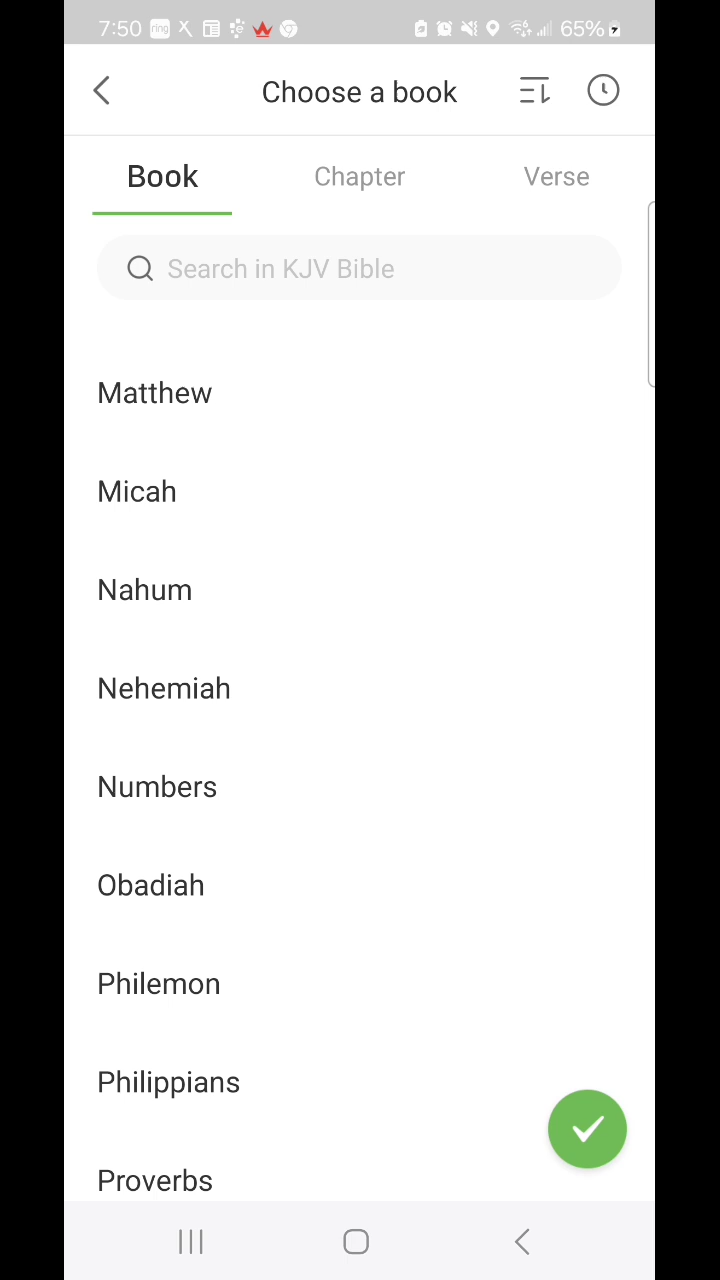 7:50 ring 65%
Choose a book
Book Chapter Verse
Search in KJV Bible
Matthew
Micah
Nahum
Nehemiah
Numbers
Obadiah
Philemon
Philippians
Proverbs